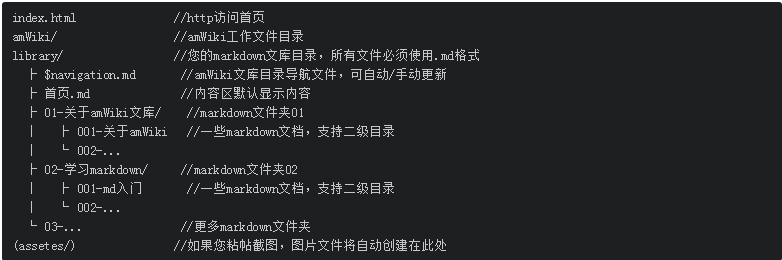 index.html //http访问首页
amWiki/ //amWiki工作文件目录
library/ //您的markdown文库目录，所有文件必须使用.md格式
├ $navigation.md //amWiki文库目录导航文件，可自动/手动更新
├ 首页.md //内容区默认显示内容
├ 01-关于amWiki文库/ //markdown文件夹01
| ├ 001-关于amWiki //一些markdown文档，支持二级目录
| └ 002-...
├ 02-学习markdown/ //markdown文件夹02
| ├ 001-md入门 //一些markdown文档，支持二级目录
| └ 002-...
└ 03-... //更多markdown文件夹
(assetes/) //如果您粘帖截图，图片文件将自动创建在此处